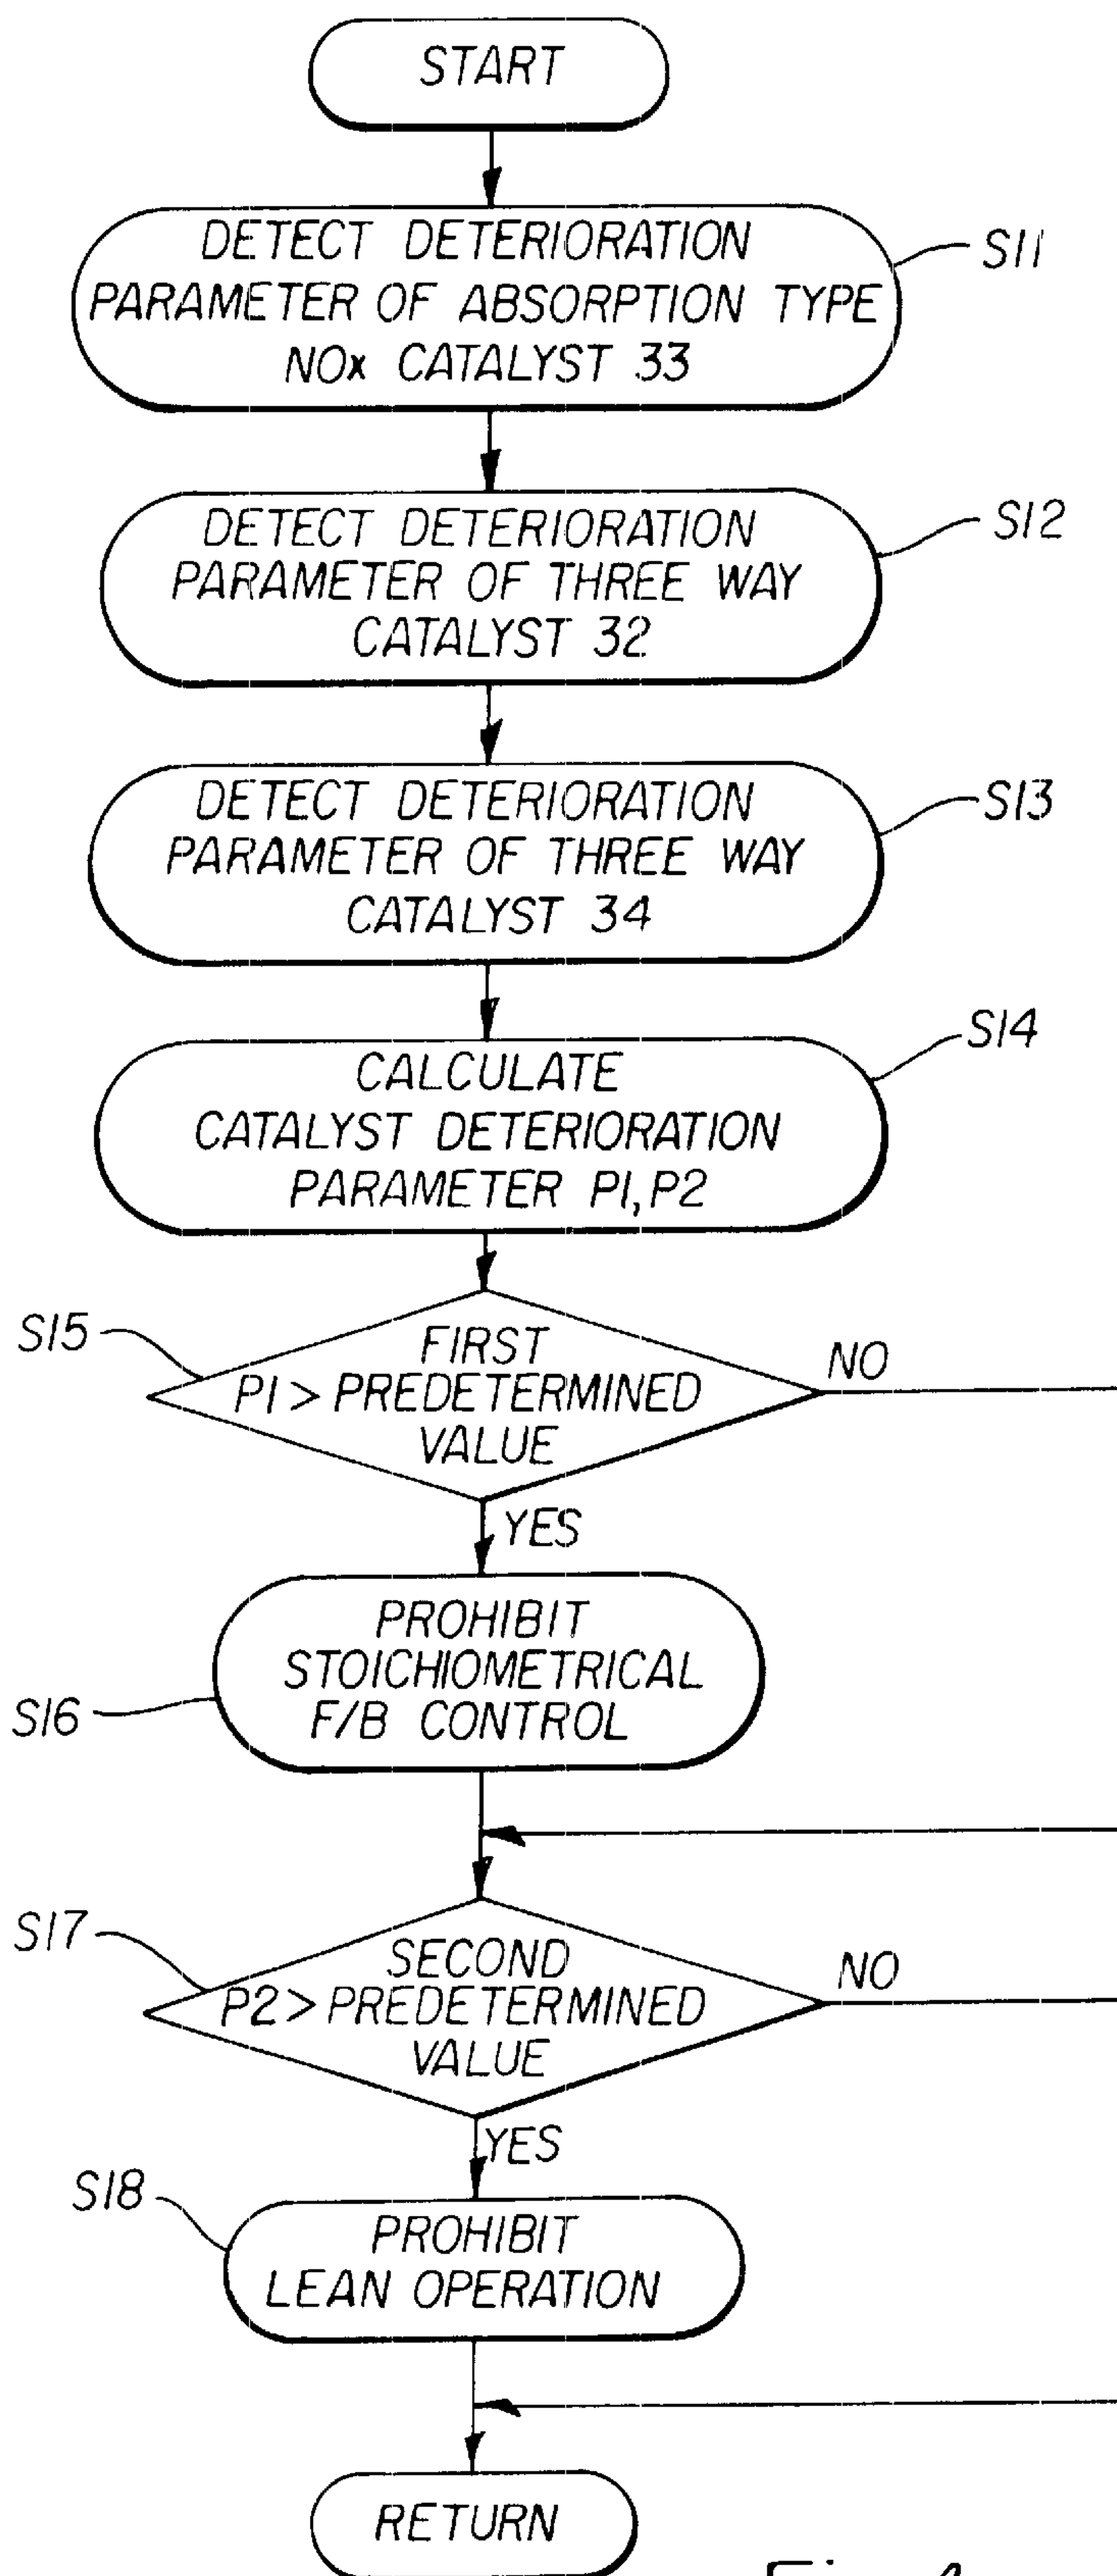 START
DETECT DETERIORATION
PARAMETER OF ABSORPTION TYPE
NOx CATALYST 33
S11
DETECT DETERIORATION
PARAMETER OF THREE WAY
CATALYST 32
S12
DETECT DETERIORATION
PARAMETER OF THREE WAY
CATALYST 34
S13
CALCULATE
CATALYST DETERIORATION
PARAMETER P1, P2
S14
S15
FIRST
P1 > PREDETERMINED
VALUE
NO
YES
PROHIBIT
STOICHIOMETRICAL
F/B CONTROL
S16
S17
SECOND
P2 > PREDETERMINED
VALUE
NO
YES
S18
PROHIBIT
LEAN OPERATION
RETURN